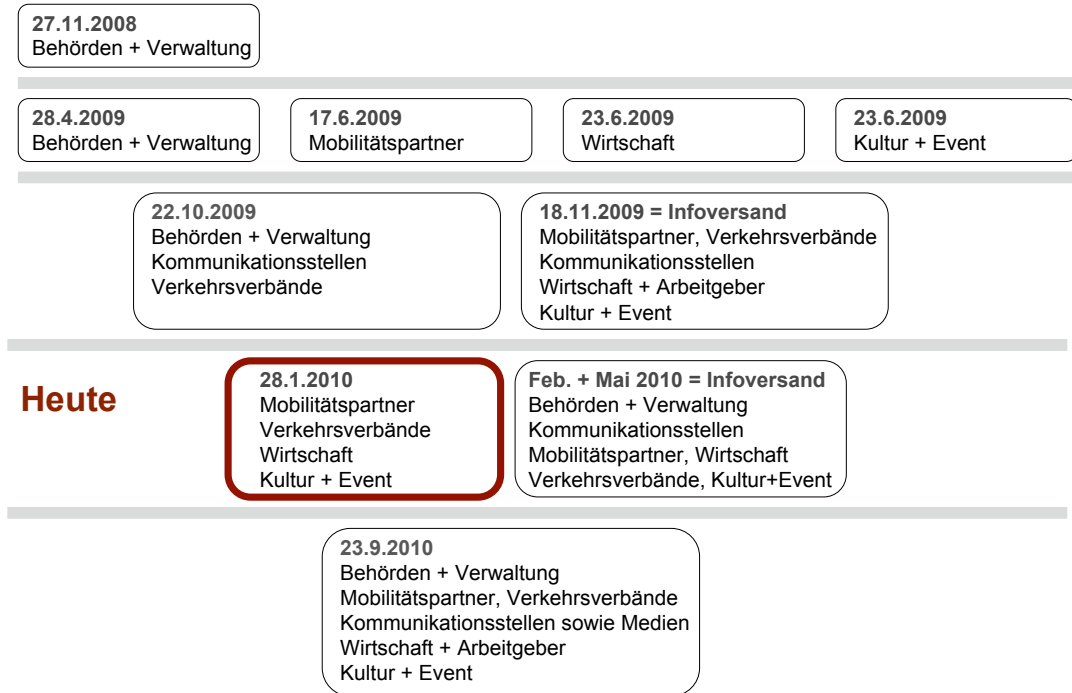 27.11.2008
Behörden + Verwaltung
28.4.2009
Behörden + Verwaltung
17.6.2009
Mobilitätspartner
23.6.2009
Wirtschaft
23.6.2009
Kultur + Event
22.10.2009
Behörden + Verwaltung
Kommunikationsstellen
Verkehrsverbände
18.11.2009 = Infoversand
Mobilitätspartner, Verkehrsverbände
Kommunikationsstellen
Wirtschaft + Arbeitgeber
Kultur + Event
Heute
28.1.2010
Mobilitätspartner
Verkehrsverbände
Wirtschaft
Kultur + Event
Feb. + Mai 2010 = Infoversand
Behörden + Verwaltung
Kommunikationsstellen
Mobilitätspartner, Wirtschaft
Verkehrsverbände, Kultur+Event
23.9.2010
Behörden + Verwaltung
Mobilitätspartner, Verkehrsverbände
Kommunikationsstellen sowie Medien
Wirtschaft + Arbeitgeber
Kultur + Event